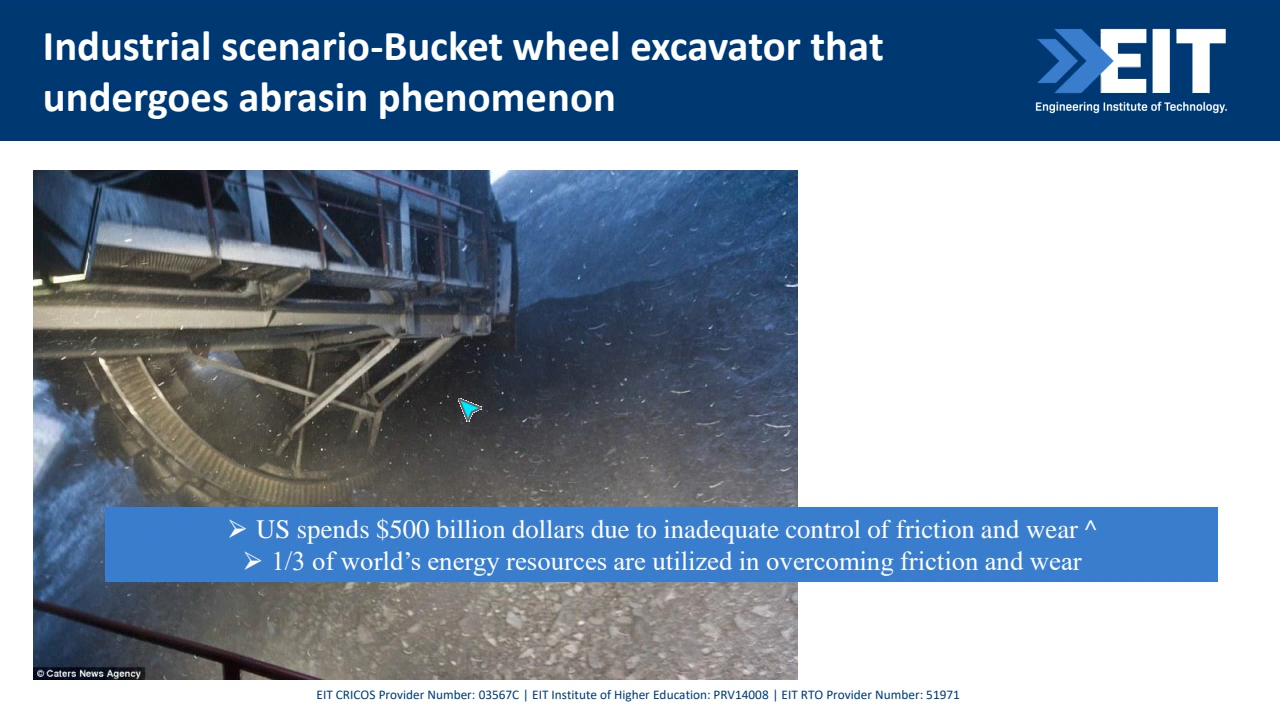 Industrial scenario-Bucket wheel excavator that
undergoes abrasin phenomenon
EIT
Engineering Institute of Technology.
➢ US spends $500 billion dollars due to inadequate control of friction and wear ^
➢ 1/3 of world’s energy resources are utilized in overcoming friction and wear
© Caters News Agency
EIT CRICOS Provider Number: 03567C | EIT Institute of Higher Education: PRV14008 | EIT RTO Provider Number: 51971